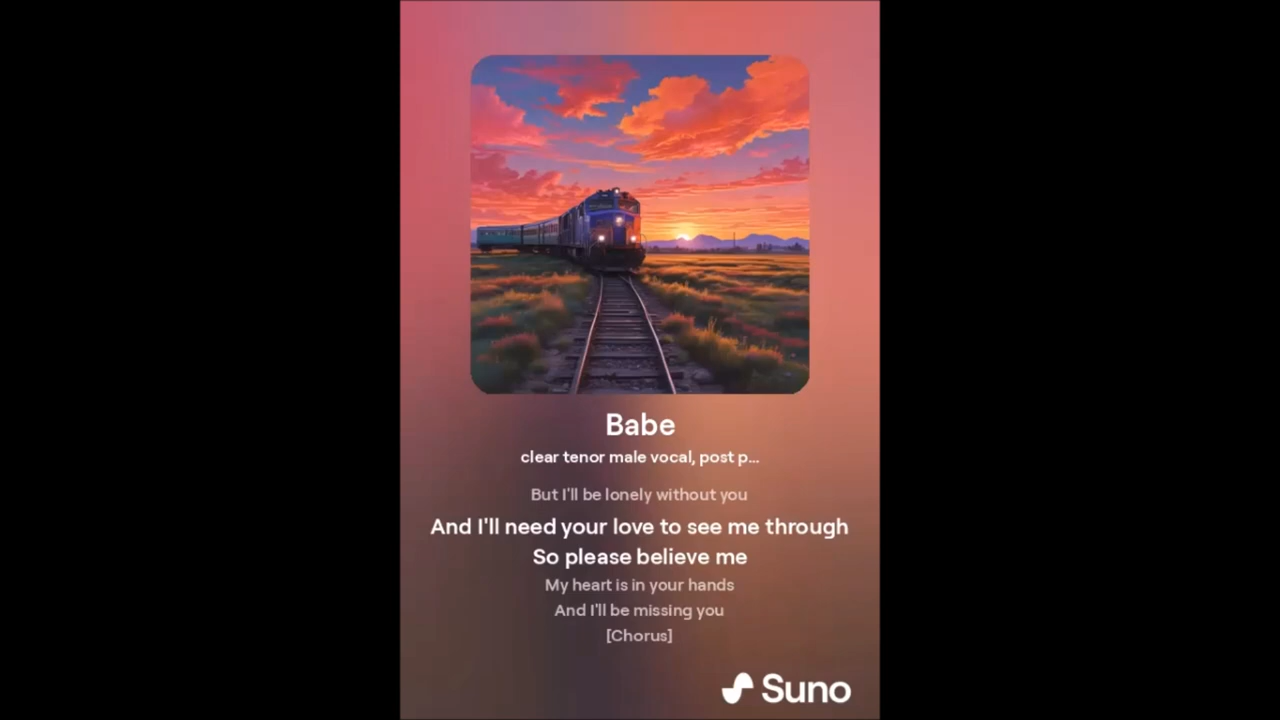 Babe
clear tenor male vocal, post p...
But I'll be lonely without you
And I'll need your love to see me through
So please believe me
My heart is in your hands
And I'll be missing you
[Chorus]
Suno